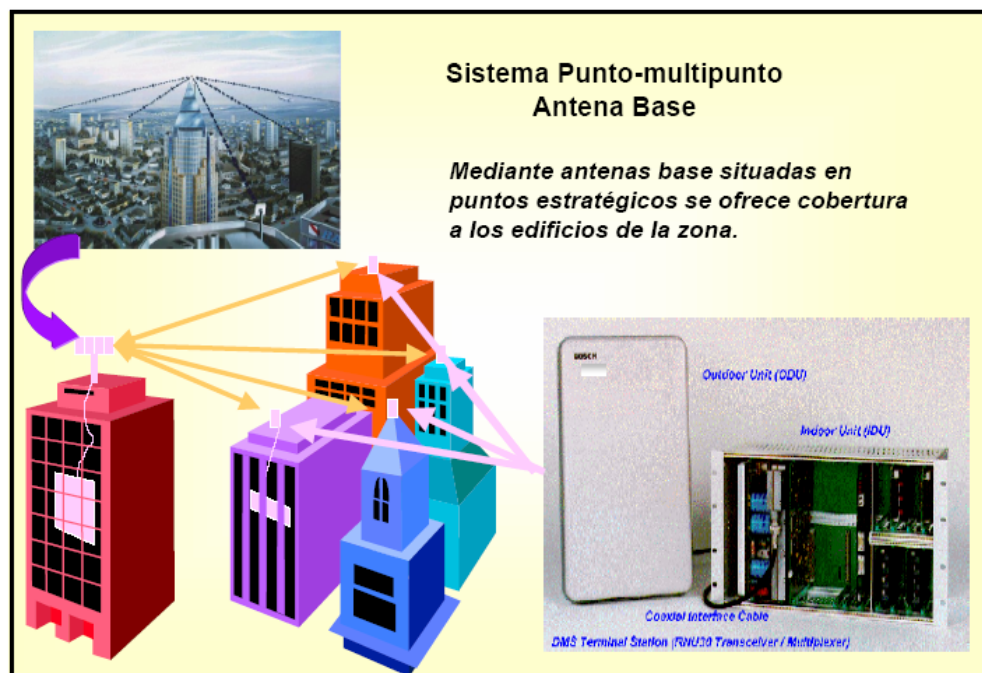 Sistema Punto-multipunto
Antena Base
Mediante antenas base situadas en
puntos estratégicos se ofrece cobertura
a los edificios de la zona.
BOSCH
Outdoor Unit (ODU)
Indoor Unit (IDU)
Coaxial Interface Cable
DMS Terminal Station (RNU30 Transceiver / Multiplexer)